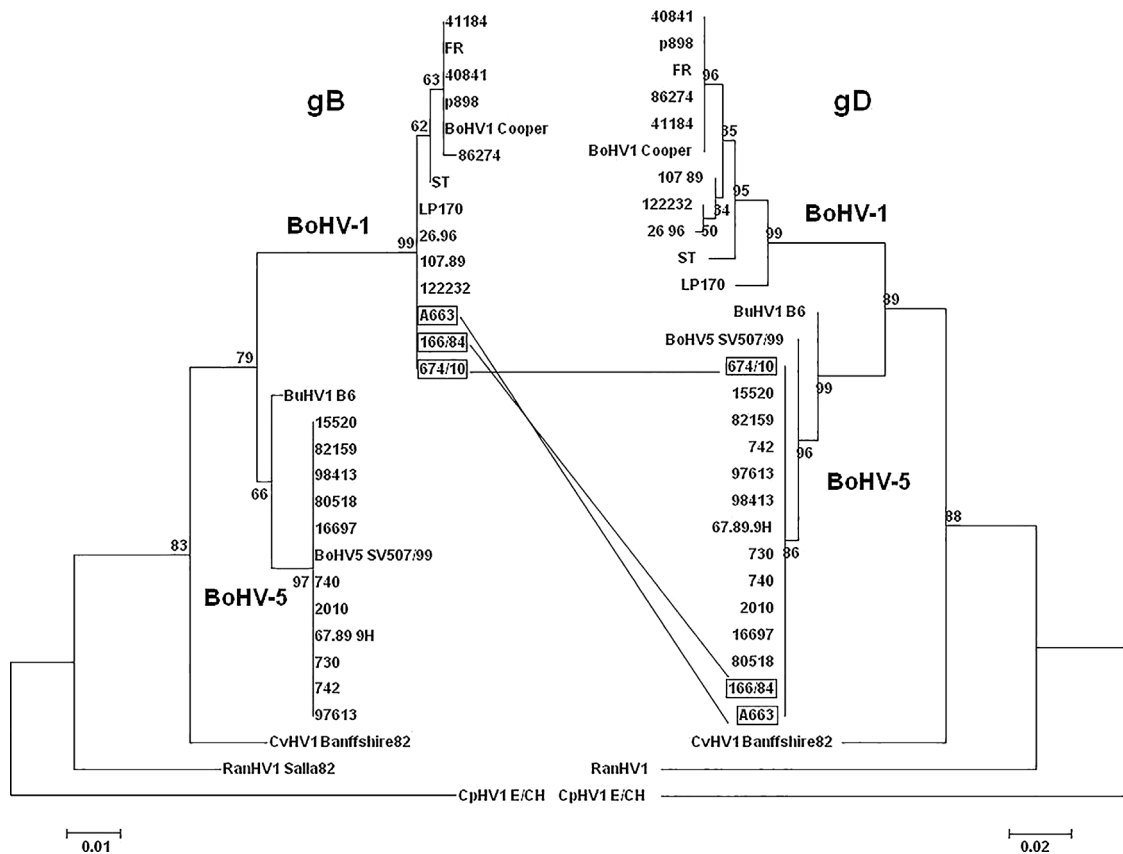 gB
41184
FR
63
40841
p898
62
BoHV1 Cooper
86274
ST
LP170
BoHV-1
26.96
99
107.89
122232
A663
166/84
674/10
79
BuHV1 B6
15520
82159
98413
80518
66
16697
BoHV5 SV507/99
83
97
740
BoHV-5
2010
67.89 9H
730
742
97613
CvHV1 Banffshire82
RanHV1 Salla82
CpHV1 E/CH
0.01
gD
40841
p898
FR
96
86274
41184
BoHV1 Cooper
107 89
95
122232
BoHV-1
26 96
50
99
ST
LP170
89
BuHV1 B6
BoHV5 SV507/99
674/10
15520
99
82159
742
96
97613
BoHV-5
98413
67.89.9H
88
730
740
2010
16697
80518
166/84
A663
CvHV1 Banffshire82
RanHV1
CpHV1 E/CH
0.02